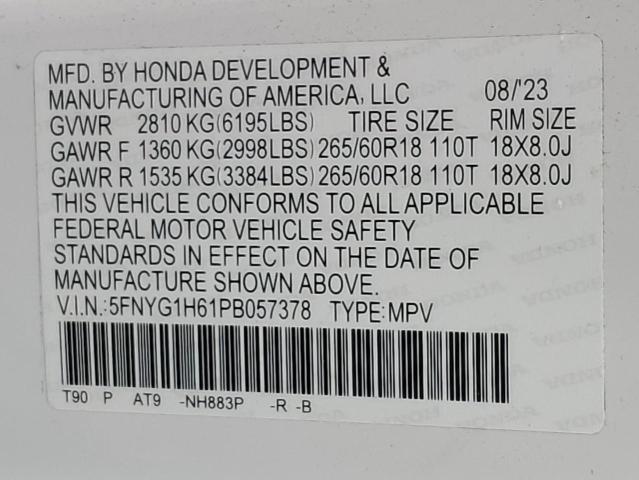 MFD. BY HONDA DEVELOPMENT &
MANUFACTURING OF AMERICA, LLC 08/'23
GVWR 2810 KG(6195LBS) TIRE SIZE RIM SIZE
GAWR F 1360 KG(2998LBS) 265/60R18 110T 18X8.0J
GAWR R 1535 KG(3384LBS) 265/60R18 110T 18X8.0J
THIS VEHICLE CONFORMS TO ALL APPLICABLE
FEDERAL MOTOR VEHICLE SAFETY
STANDARDS IN EFFECT ON THE DATE OF
MANUFACTURE SHOWN ABOVE.
V.I.N.:5FNYG1H61PB057378 TYPE:MPV
T90 P AT9 -NH883P -R -B